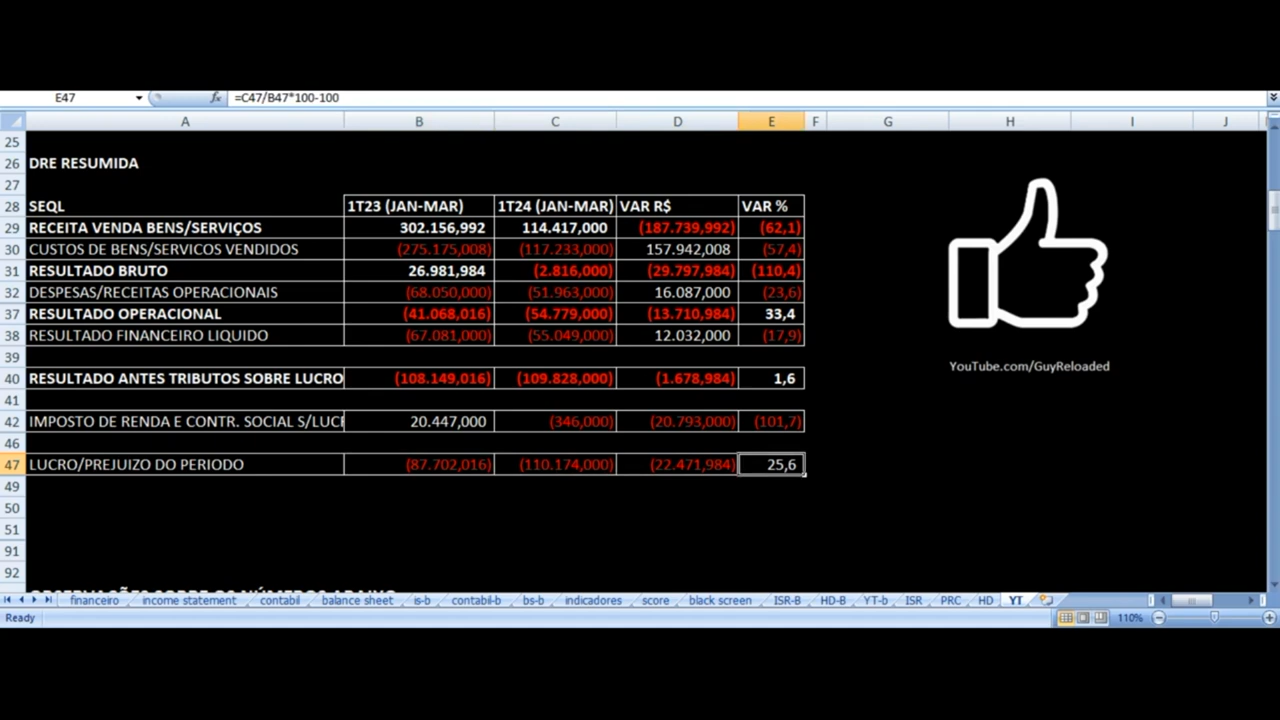 E47 fx =C47/B47*100-100
A B C D E F G H I J
25
26 DRE RESUMIDA
27
28 SEQL 1T23 (JAN-MAR) 1T24 (JAN-MAR) VAR R$ VAR %
29 RECEITA VENDA BENS/SERVIÇOS 302.156,992 114.417,000 (187.739,992) (62,1)
30 CUSTOS DE BENS/SERVICOS VENDIDOS (275.175,008) (117.233,000) 157.942,008 (57,4)
31 RESULTADO BRUTO 26.981,984 (2.816,000) (29.797,984) (110,4)
32 DESPESAS/RECEITAS OPERACIONAIS (68.050,000) (51.963,000) 16.087,000 (23,6)
37 RESULTADO OPERACIONAL (41.068,016) (54.779,000) (13.710,984) 33,4
38 RESULTADO FINANCEIRO LIQUIDO (67.081,000) (55.049,000) 12.032,000 (17,9)
39
YouTube.com/GuyReloaded
40 RESULTADO ANTES TRIBUTOS SOBRE LUCRO (108.149,016) (109.828,000) (1.678,984) 1,6
41
42 IMPOSTO DE RENDA E CONTR. SOCIAL S/LUCR 20.447,000 (346,000) (20.793,000) (101,7)
46
47 LUCRO/PREJUIZO DO PERIODO (87.702,016) (110.174,000) (22.471,984) 25,6
49
50
51
91
92
financeiro income statement contábil balance sheet is-b contabil-b bs-b indicadores score black screen ISR-B HD-B YT-b ISR PRC HD YT
Ready 110%